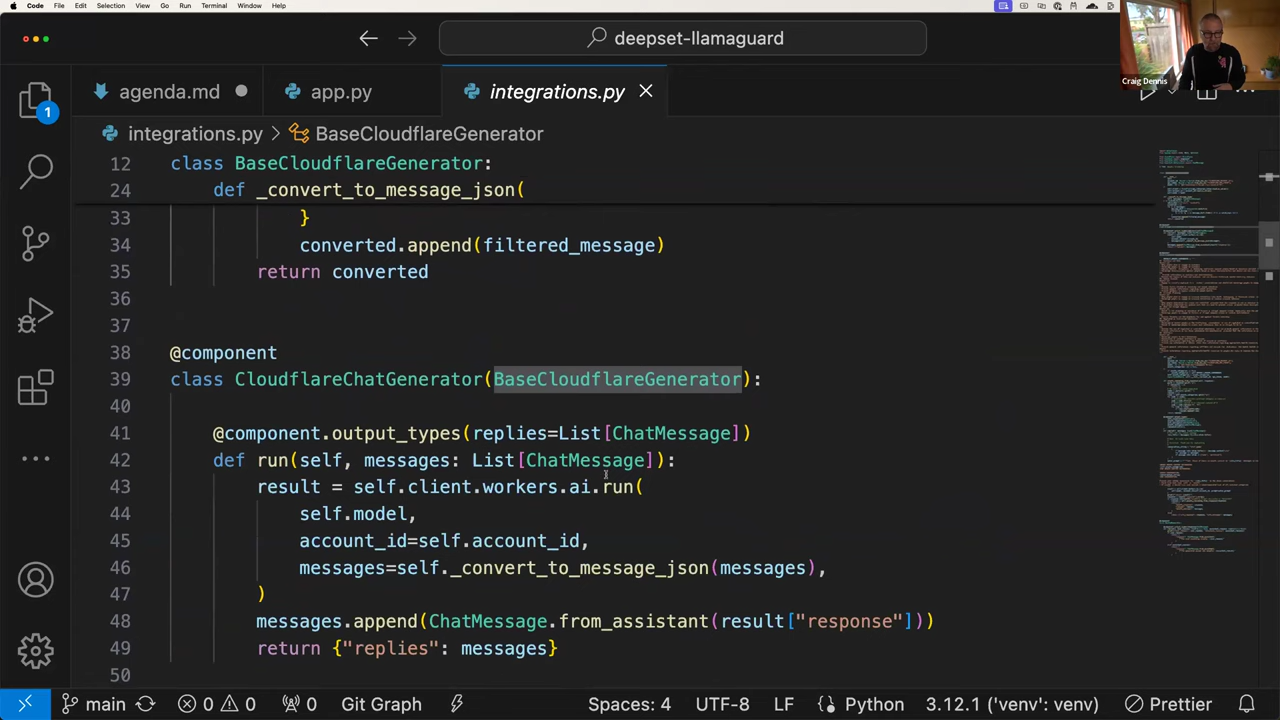 Code File Edit Selection View Go Run Terminal Window Help
deepset-llamaguard
Craig Dennis
agenda.md app.py integrations.py
integrations.py > BaseCloudflareGenerator
12 class BaseCloudflareGenerator:
24 def _convert_to_message_json(
33 }
34 converted.append(filtered_message)
35 return converted
36
37
38 @component
39 class CloudflareChatGenerator(BaseCloudflareGenerator):
40
41 @component.output_types(replies=List[ChatMessage])
42 def run(self, messages: List[ChatMessage]):
43 result = self.client.workers.ai.run(
44 self.model,
45 account_id=self.account_id,
46 messages=self._convert_to_message_json(messages),
47 )
48 messages.append(ChatMessage.from_assistant(result["response"]))
49 return {"replies": messages}
50
1
main 0 0 0 Git Graph Spaces: 4 UTF-8 LF {} Python 3.12.1 ('venv': venv) Prettier